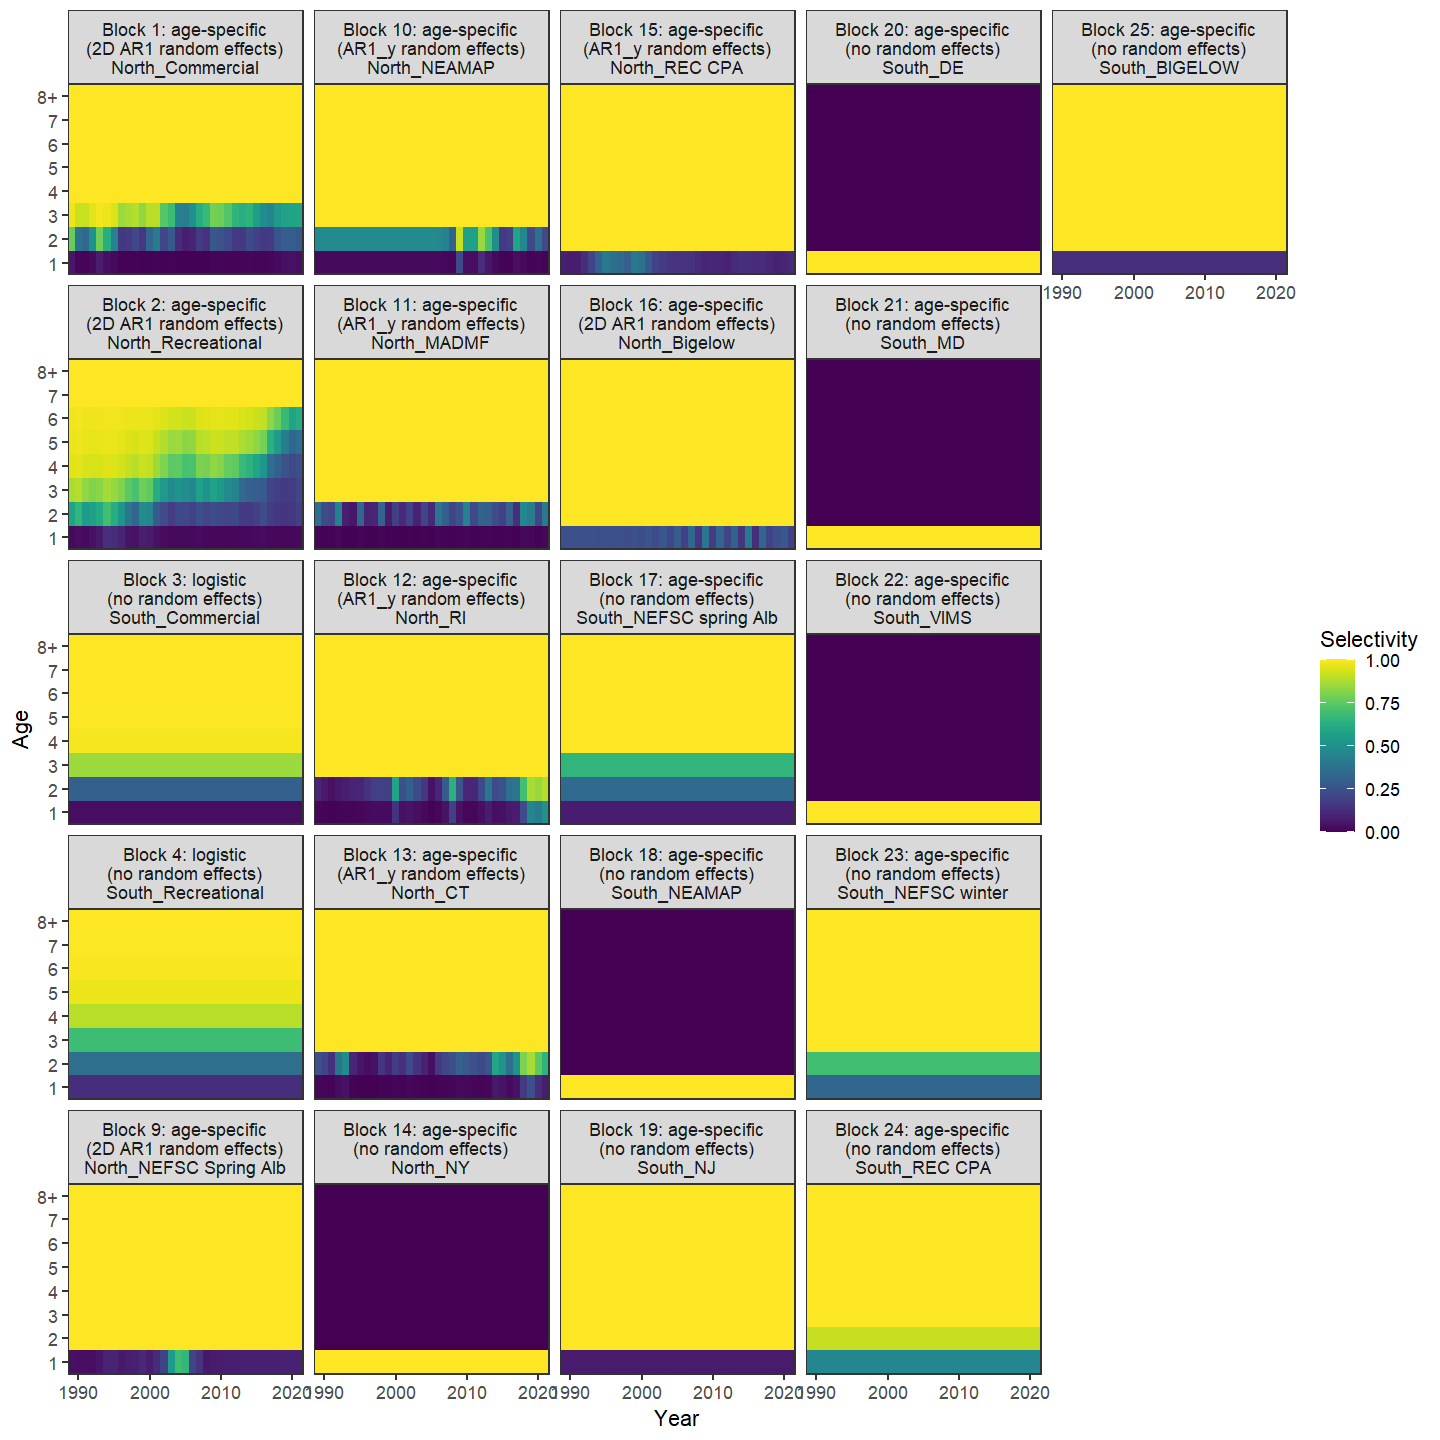 Block 1: age-specific
(2D AR1 random effects)
North_Commercial
Block 10: age-specific
(AR1_y random effects)
North_NEAMAP
Block 15: age-specific
(AR1_y random effects)
North_REC CPA
Block 20: age-specific
(no random effects)
South_DE
Block 25: age-specific
(no random effects)
South_BIGELOW
8+
7
6
5
4
3
2
1
1990
2000
2010
2020
Block 2: age-specific
(2D AR1 random effects)
North_Recreational
Block 11: age-specific
(AR1_y random effects)
North_MADMF
Block 16: age-specific
(2D AR1 random effects)
North_Bigelow
Block 21: age-specific
(no random effects)
South_MD
8+
7
6
5
4
3
2
1
Block 3: logistic
(no random effects)
South_Commercial
Block 12: age-specific
(AR1_y random effects)
North_RI
Block 17: age-specific
(no random effects)
South_NEFSC spring Alb
Block 22: age-specific
(no random effects)
South_VIMS
8+
7
6
5
4
3
2
1
Age
Selectivity
1.00
0.75
0.50
0.25
0.00
Block 4: logistic
(no random effects)
South_Recreational
Block 13: age-specific
(AR1_y random effects)
North_CT
Block 18: age-specific
(no random effects)
South_NEAMAP
Block 23: age-specific
(no random effects)
South_NEFSC winter
8+
7
6
5
4
3
2
1
Block 9: age-specific
(2D AR1 random effects)
North_NEFSC Spring Alb
Block 14: age-specific
(no random effects)
North_NY
Block 19: age-specific
(no random effects)
South_NJ
Block 24: age-specific
(no random effects)
South_REC CPA
8+
7
6
5
4
3
2
1
1990
2000
2010
2020
1990
2000
2010
2020
1990
2000
2010
2020
1990
2000
2010
2020
Year